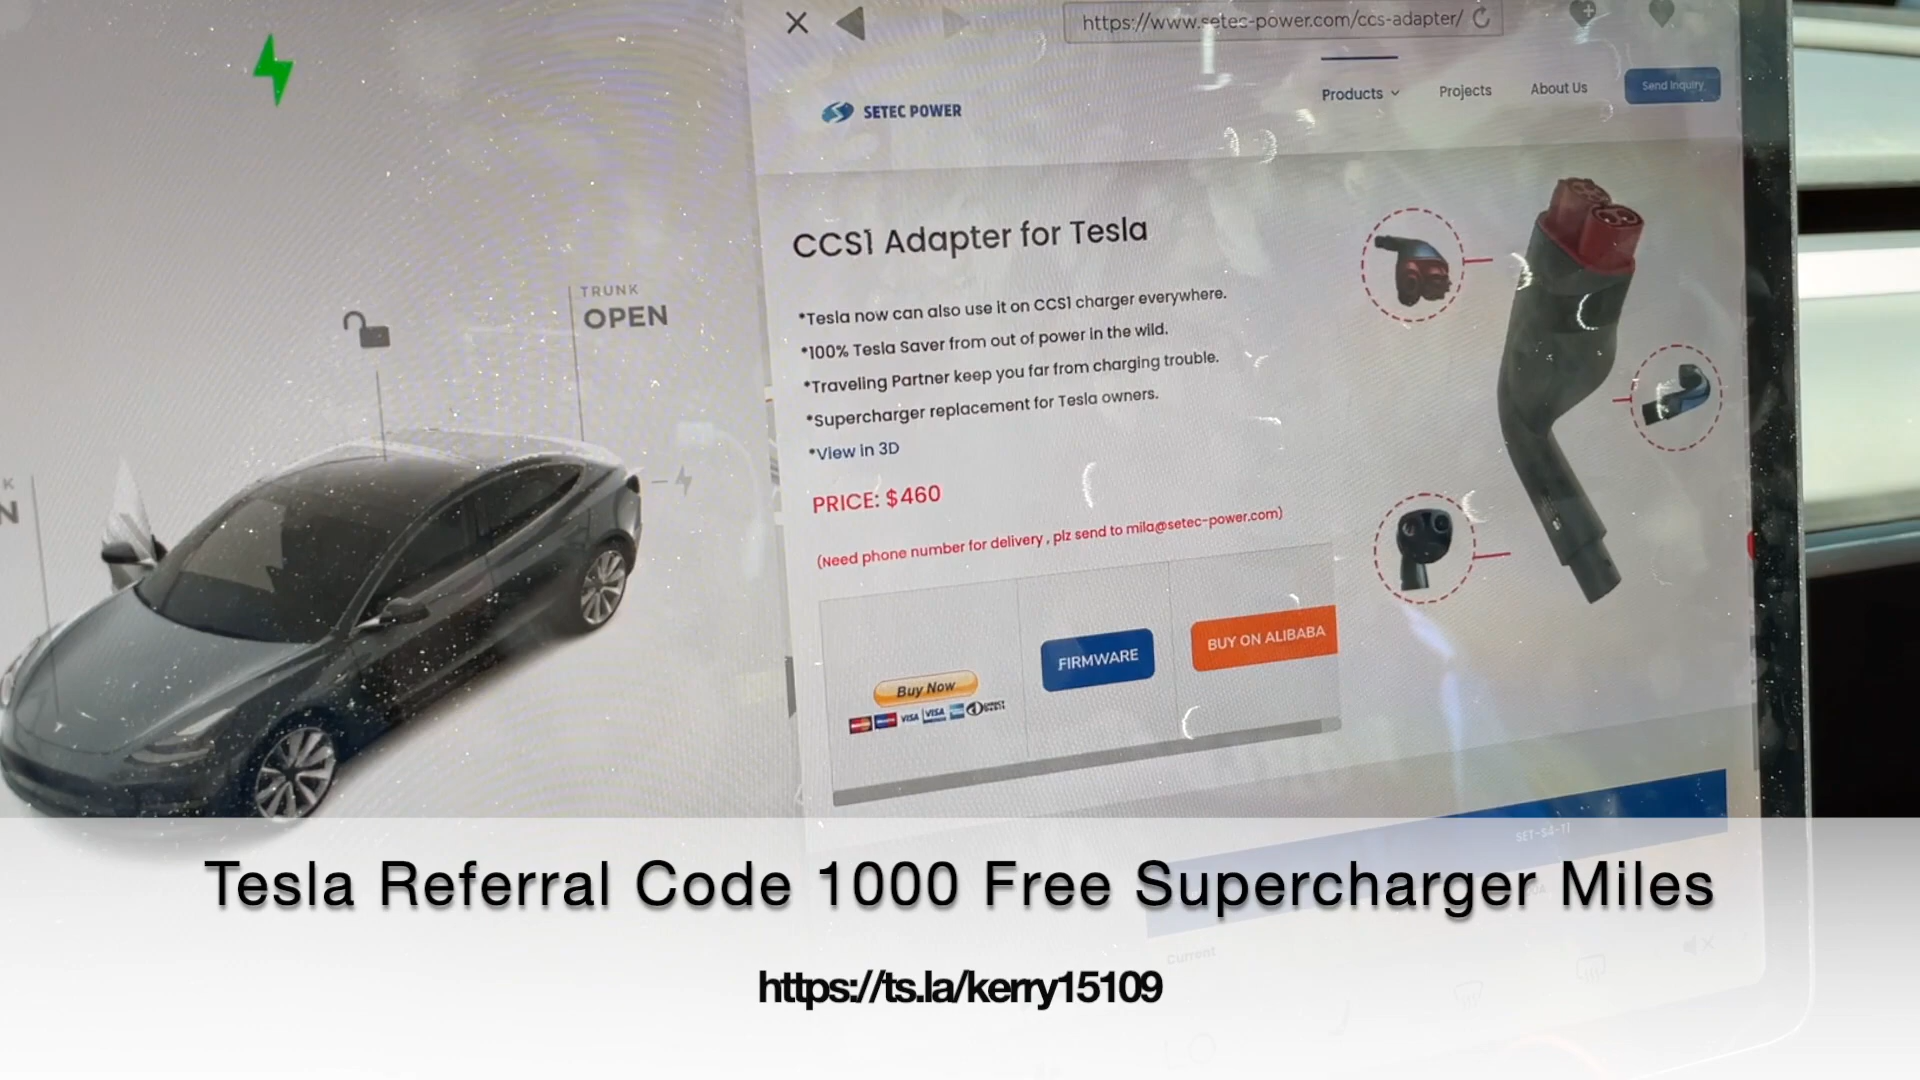 https://www.setec-power.com/ccs-adapter/
SETEC POWER
Products
Projects
About Us
Send Inquiry
CCS1 Adapter for Tesla
*Tesla now can also use it on CCS1 charger everywhere.
*100% Tesla Saver from out of power in the wild.
*Traveling Partner keep you far from charging trouble.
*Supercharger replacement for Tesla owners.
*View in 3D
PRICE: $460
(Need phone number for delivery , plz send to mila@setec-power.com)
Buy Now
VISA
VISA
FIRMWARE
BUY ON ALIBABA
TRUNK
OPEN
K
N
Current
Tesla Referral Code 1000 Free Supercharger Miles
https://ts.la/kerry15109